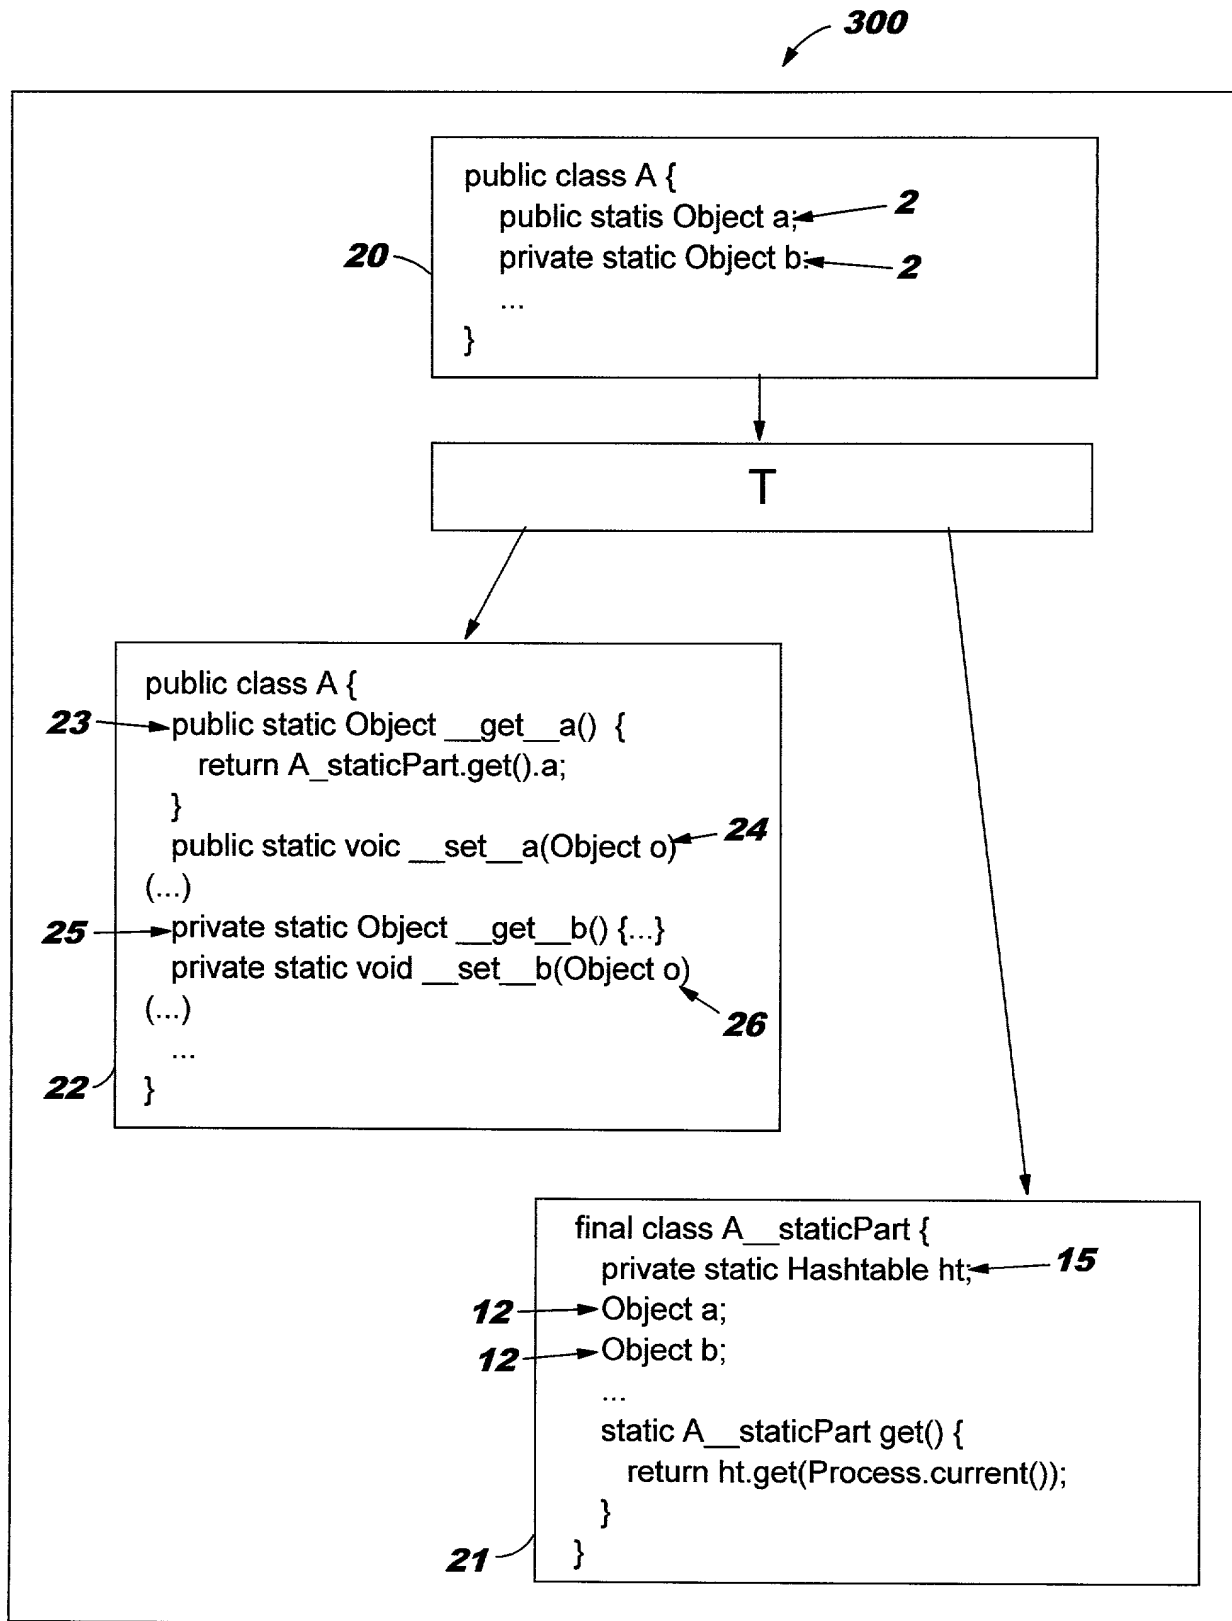 300
public class A {
public statis Object a; 2
20 private static Object b: 2
...
}
T
public class A {
23 public static Object __get__a() {
return A_staticPart.get().a;
}
public static voic __set__a(Object o) 24
(...)
25 private static Object __get__b() {...}
private static void __set__b(Object o)
(...) 26
...
22 }
final class A__staticPart {
private static Hashtable ht; 15
12 Object a;
12 Object b;
...
static A__staticPart get() {
return ht.get(Process.current());
}
21 }